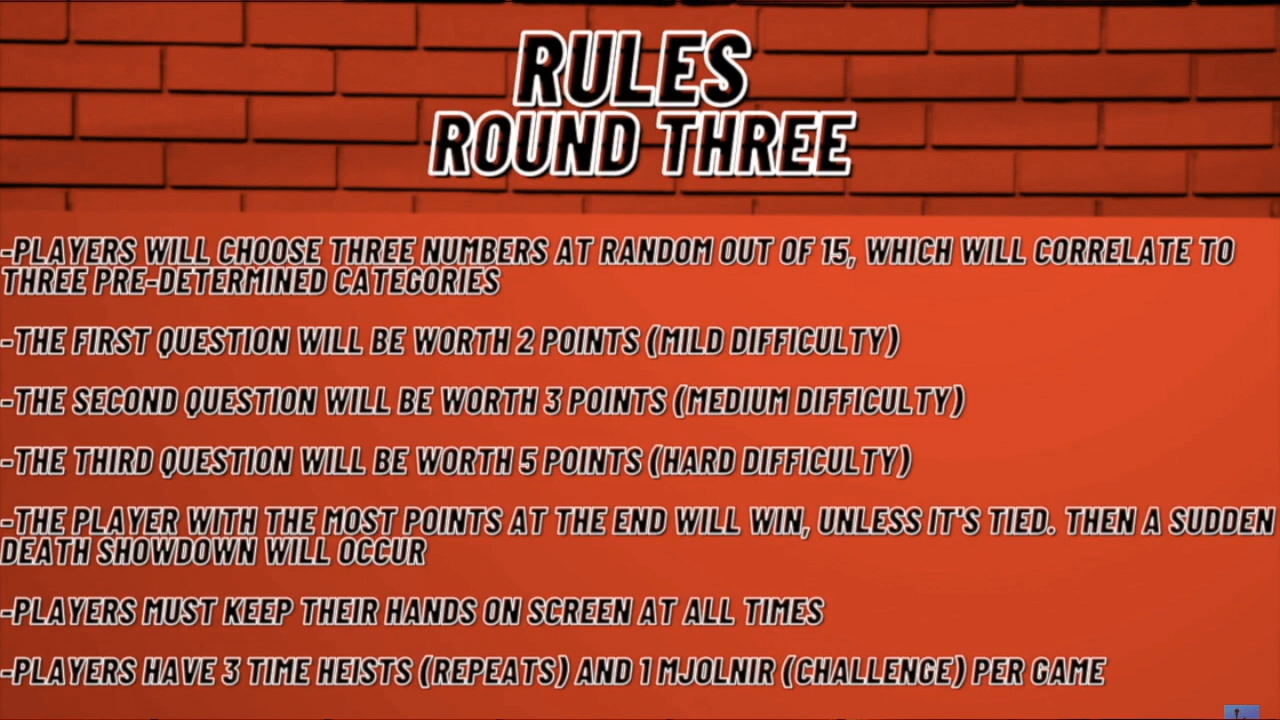 RULES
ROUND THREE
-PLAYERS WILL CHOOSE THREE NUMBERS AT RANDOM OUT OF 15, WHICH WILL CORRELATE TO
THREE PRE-DETERMINED CATEGORIES
-THE FIRST QUESTION WILL BE WORTH 2 POINTS (MILD DIFFICULTY)
-THE SECOND QUESTION WILL BE WORTH 3 POINTS (MEDIUM DIFFICULTY)
-THE THIRD QUESTION WILL BE WORTH 5 POINTS (HARD DIFFICULTY)
-THE PLAYER WITH THE MOST POINTS AT THE END WILL WIN, UNLESS IT'S TIED. THEN A SUDDEN
DEATH SHOWDOWN WILL OCCUR
-PLAYERS MUST KEEP THEIR HANDS ON SCREEN AT ALL TIMES
-PLAYERS HAVE 3 TIME HEISTS (REPEATS) AND 1 MJOLNIR (CHALLENGE) PER GAME